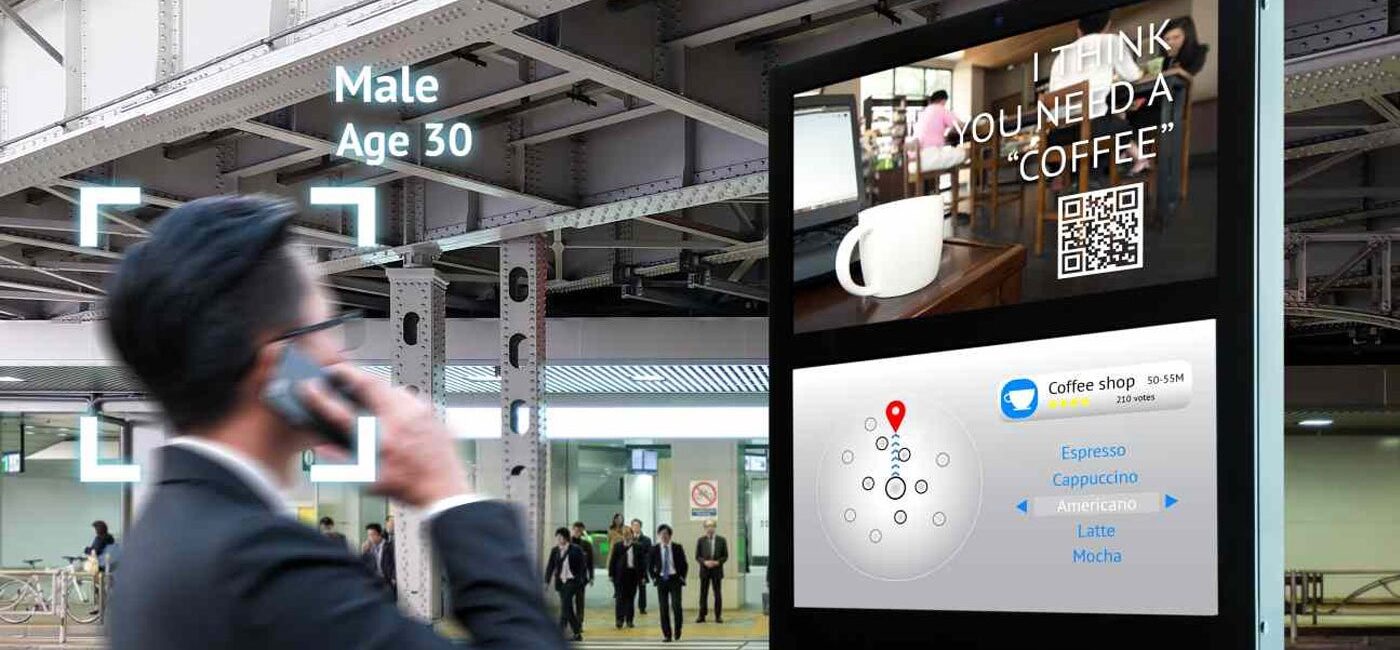 Male
Age 30
I THINK
YOU NEED A
“COFFEE”
Coffee shop 50-55M
210 votes
Espresso
Cappuccino
Americano
Latte
Mocha